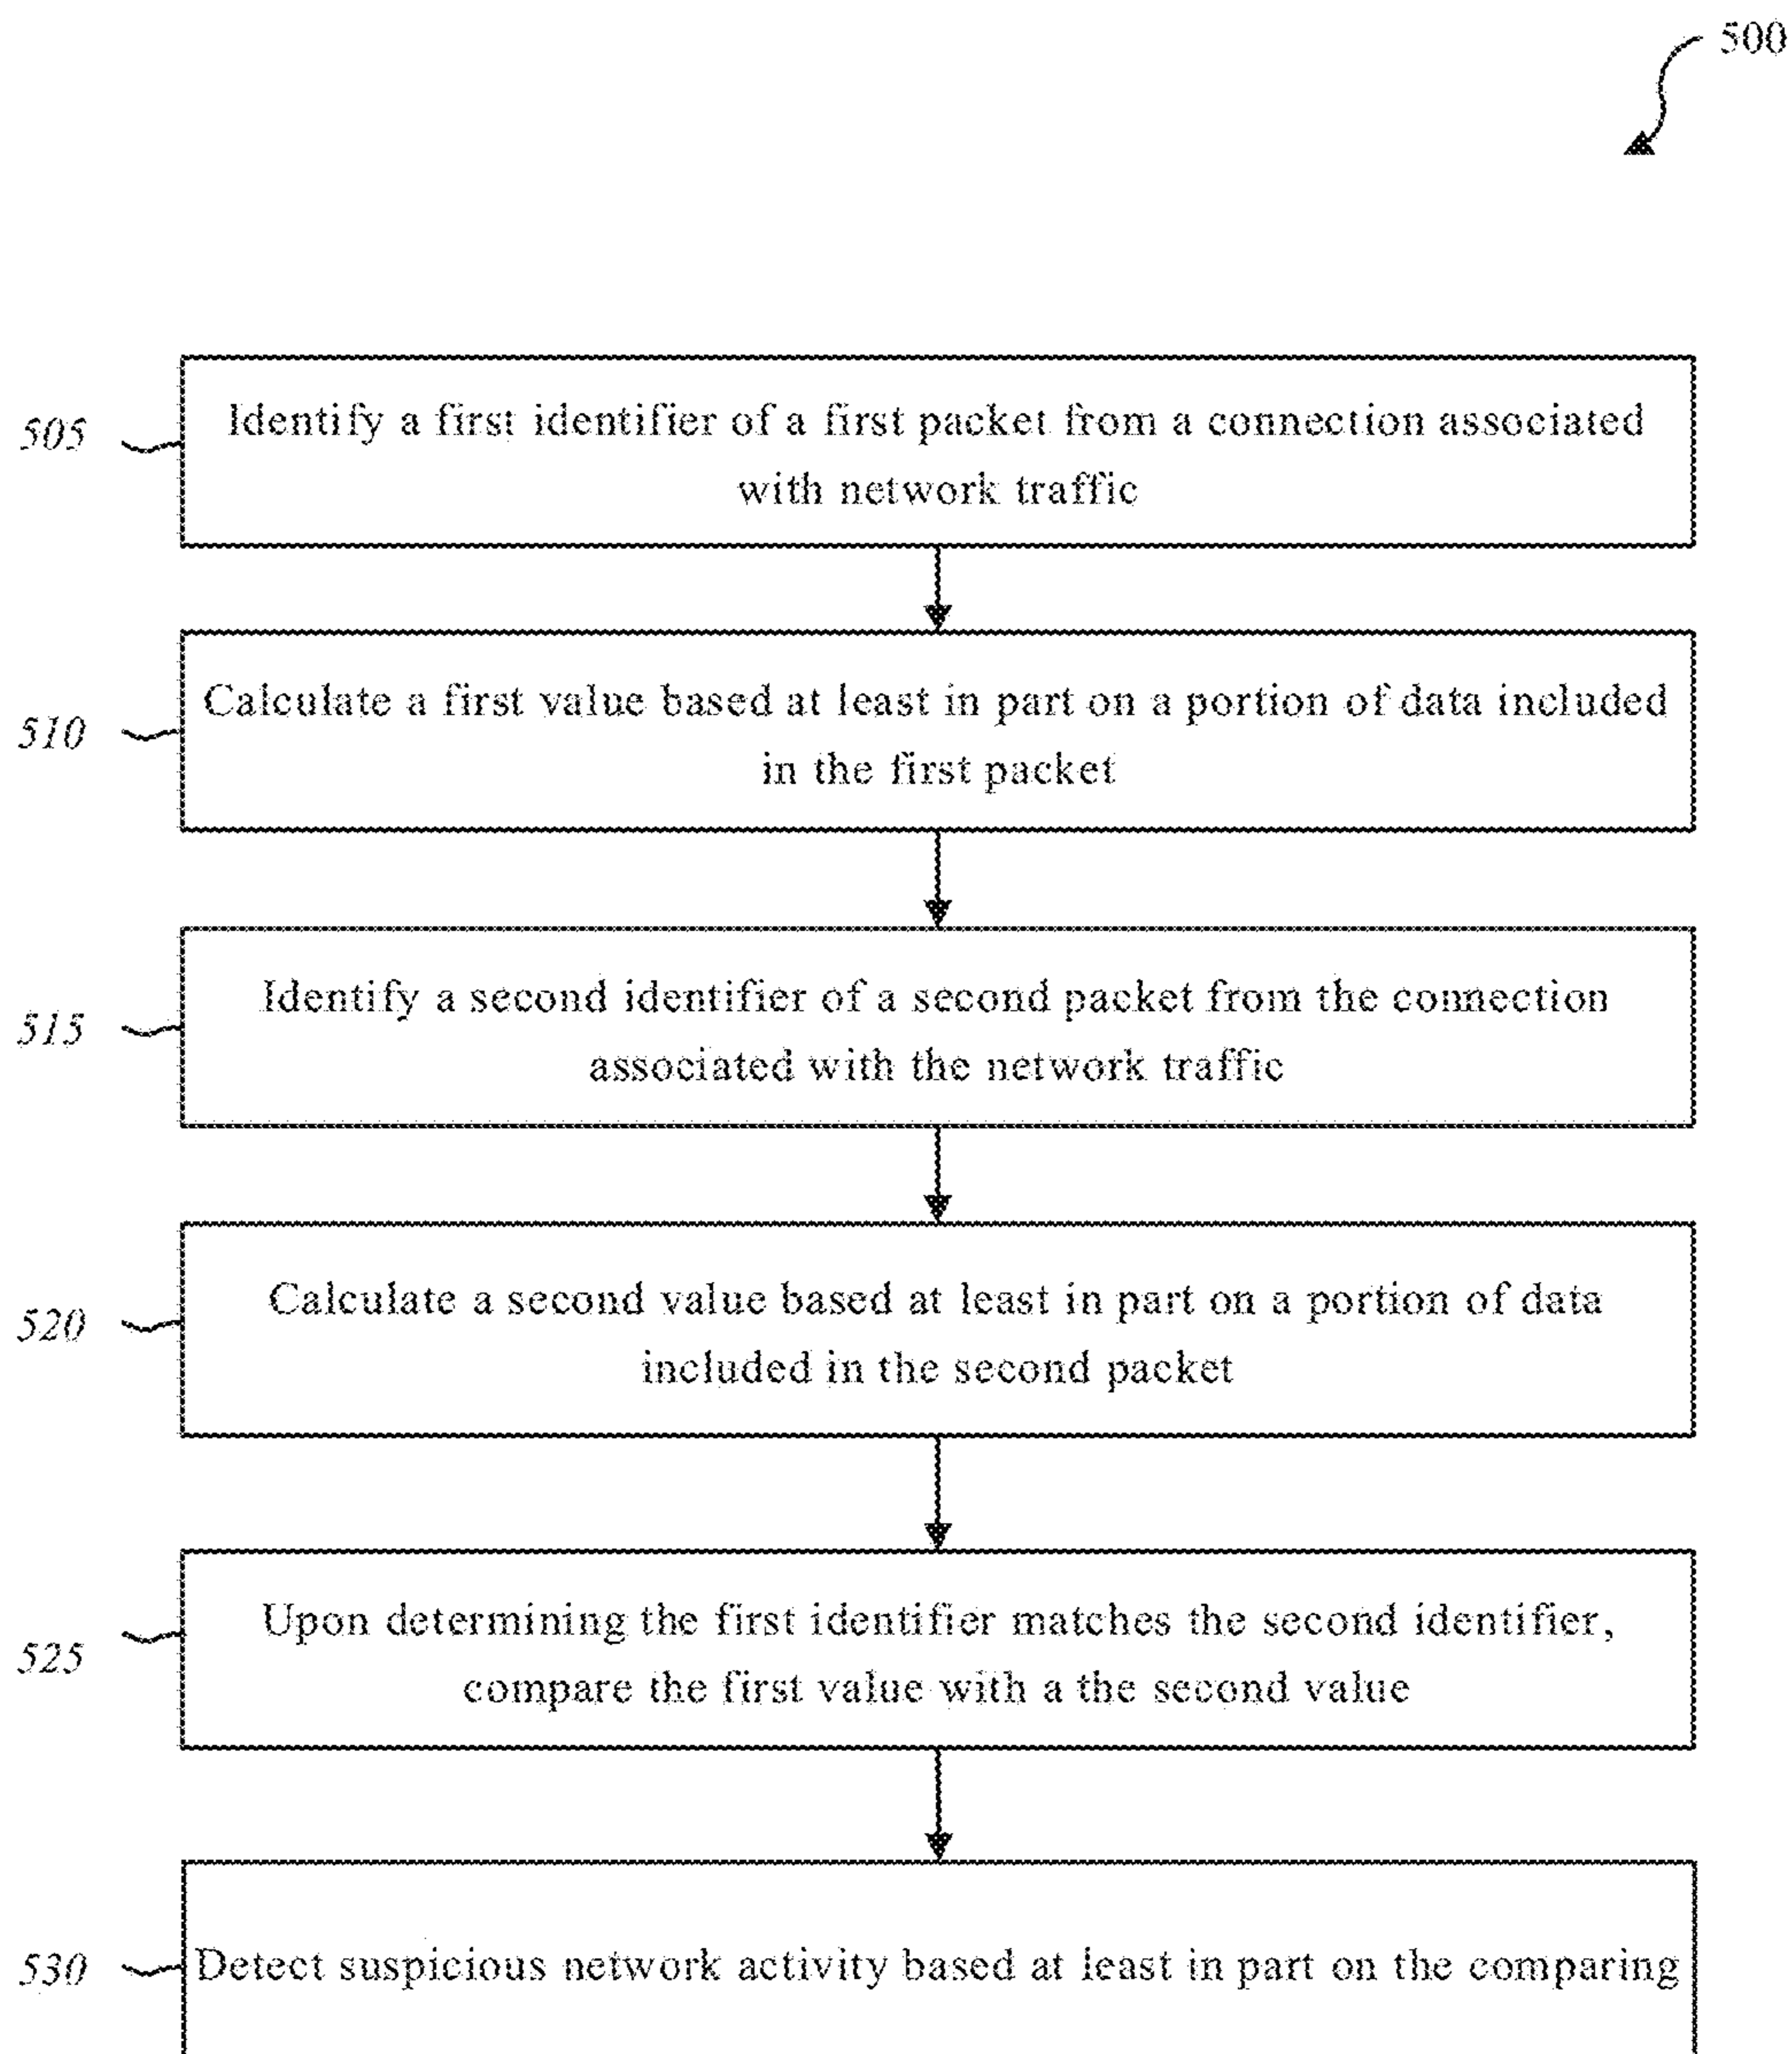 500
505
Identify a first identifier of a first packet from a connection associated
with network traffic
510
Calculate a first value based at least in part on a portion of data included
in the first packet
515
Identify a second identifier of a second packet from the connection
associated with the network traffic
520
Calculate a second value based at least in part on a portion of data
included in the second packet
525
Upon determining the first identifier matches the second identifier,
compare the first value with a the second value
530
Detect suspicious network activity based at least in part on the comparing